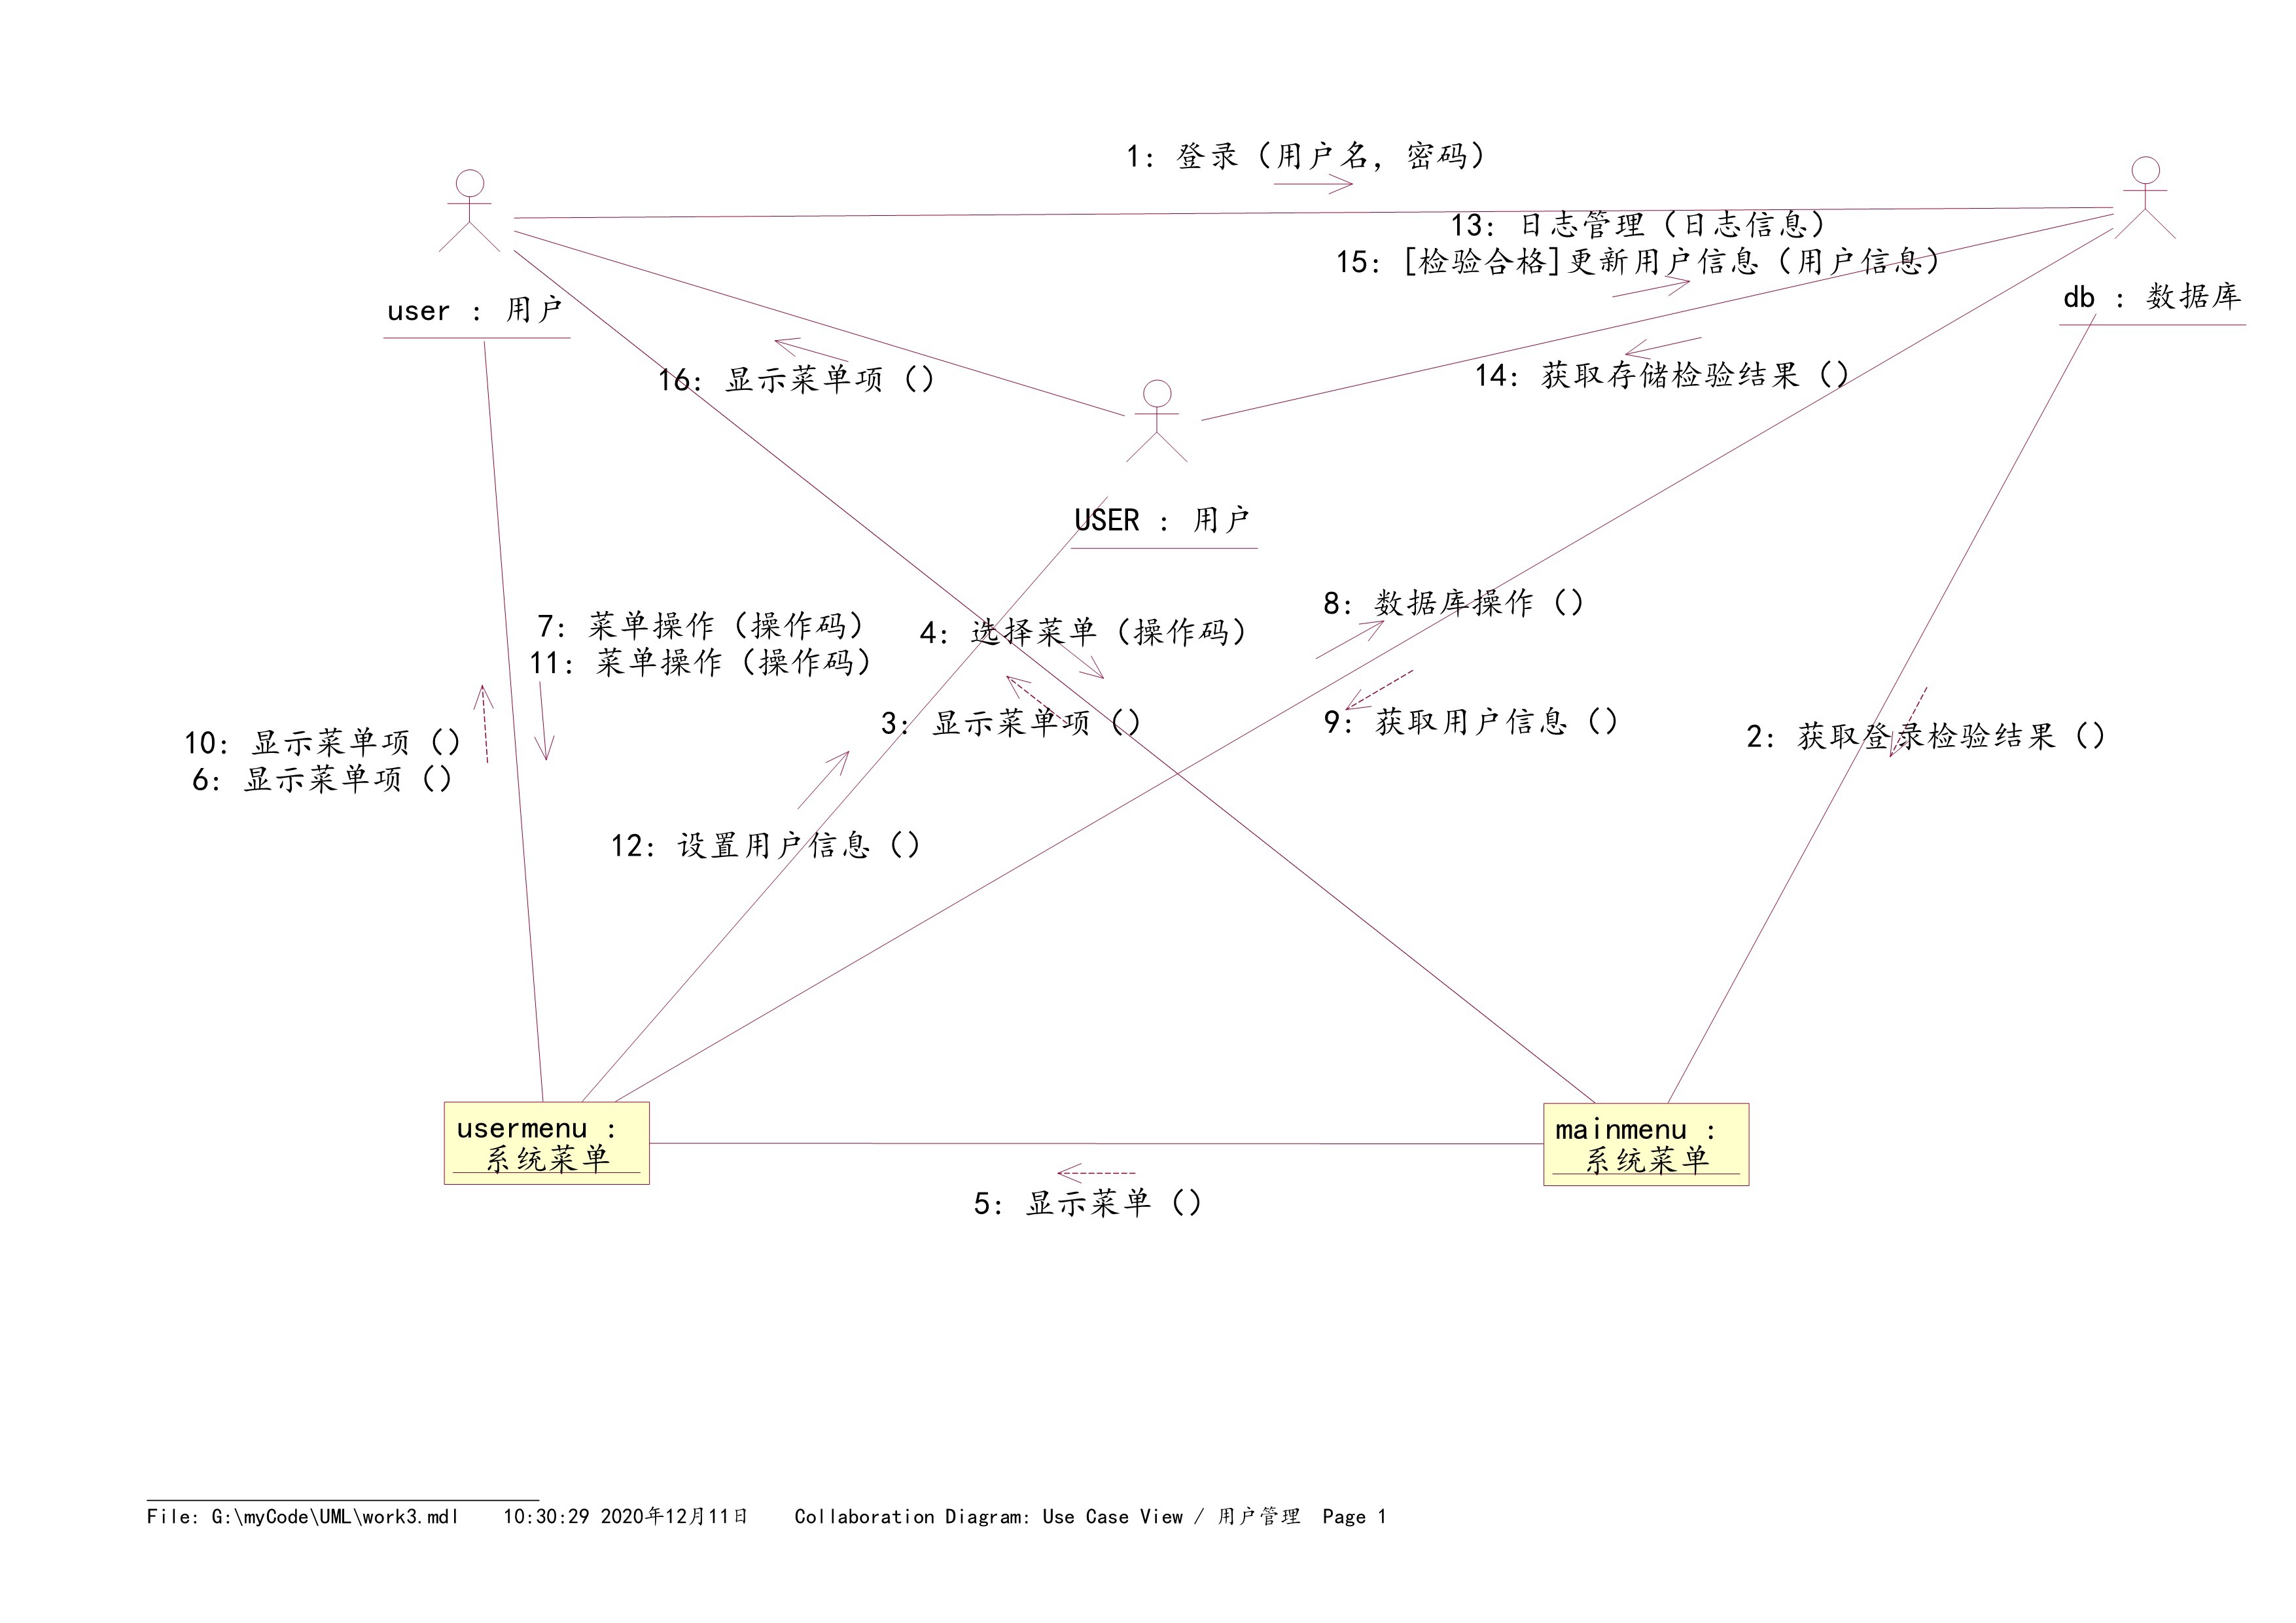 1: 登录（用户名，密码）
13: 日志管理（日志信息）
15: [检验合格]更新用户信息（用户信息）
user : 用户
db : 数据库
16: 显示菜单项（）
14: 获取存储检验结果（）
USER : 用户
7: 菜单操作（操作码）
11: 菜单操作（操作码）
4: 选择菜单（操作码）
8: 数据库操作（）
10: 显示菜单项（）
6: 显示菜单项（）
3: 显示菜单项（）
9: 获取用户信息（）
2: 获取登录检验结果（）
12: 设置用户信息（）
usermenu :
系统菜单
mainmenu :
系统菜单
5: 显示菜单（）
File: G:\myCode\UML\work3.mdl 10:30:29 2020年12月11日 Collaboration Diagram: Use Case View / 用户管理 Page 1